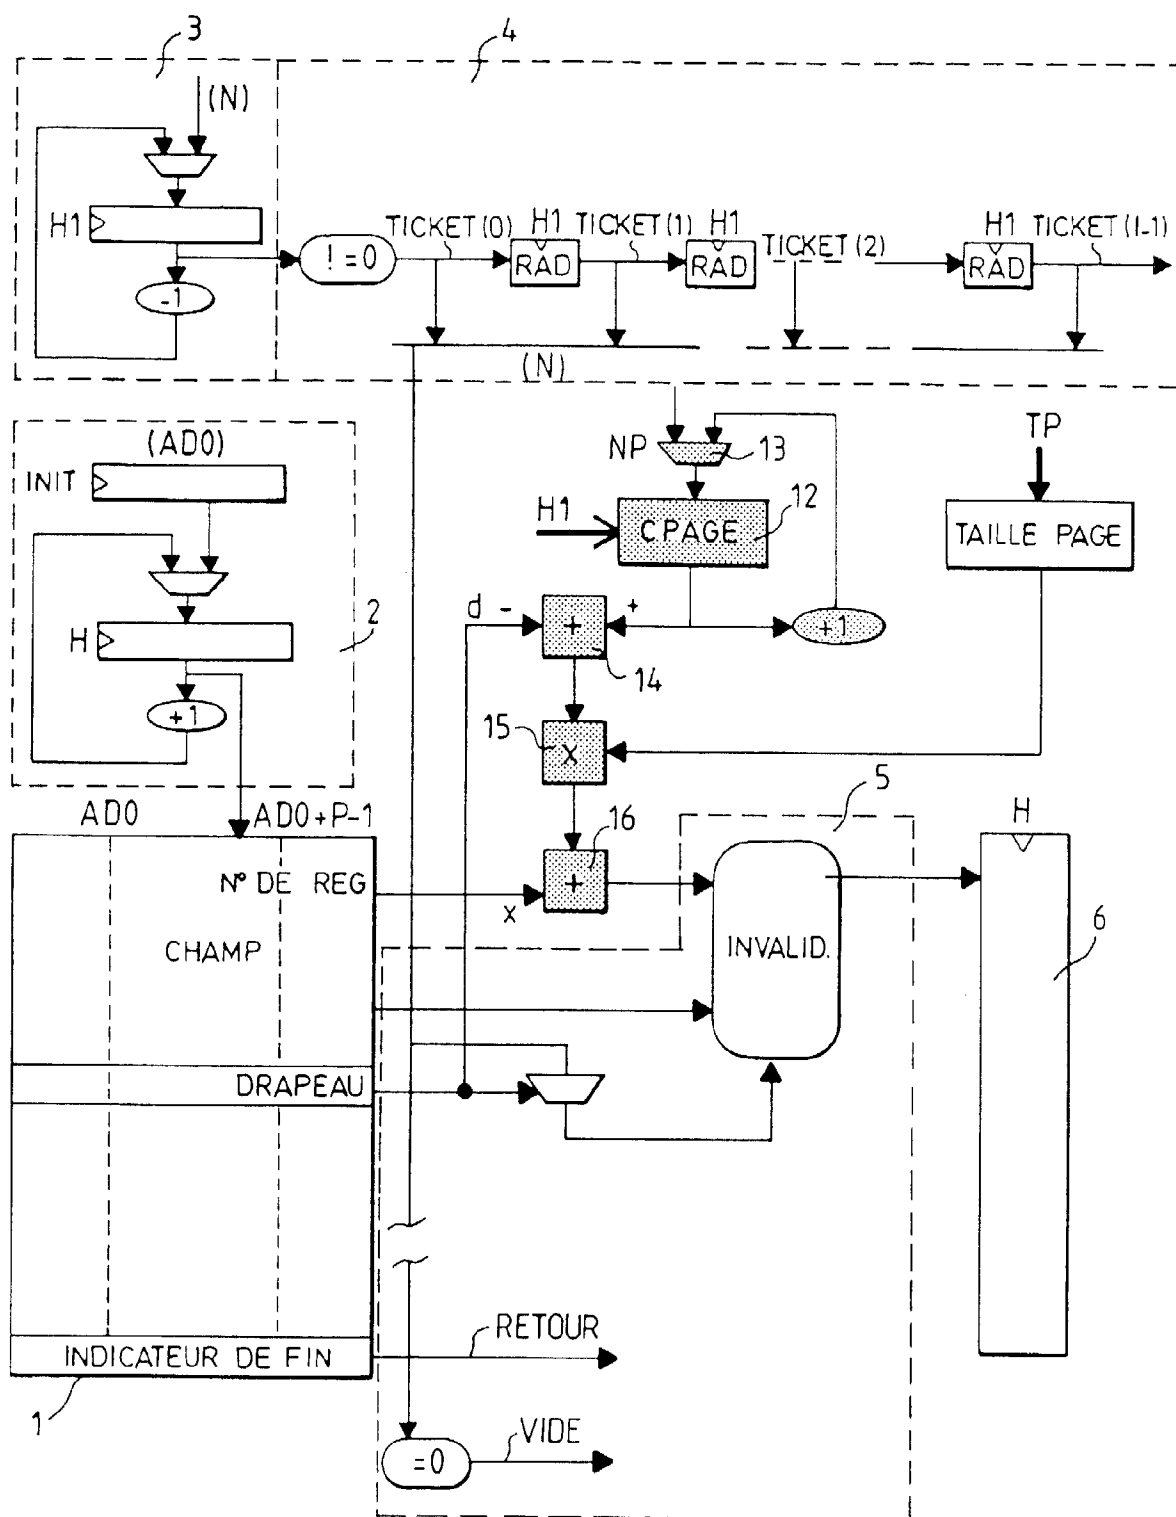 3
4
(N)
H1
-1
! =0
TICKET(0)
H1
RAD
TICKET(1)
H1
RAD
TICKET(2)
H1
RAD
TICKET(I-1)
(N)
(AD0)
INIT
H
+1
2
NP
13
TP
H1
CPAGE
12
TAILLE PAGE
d -
+
+
+1
14
15
X
AD0
AD0+P-1
16
5
H
N° DE REG
+
x
CHAMP
INVALID.
6
DRAPEAU
RETOUR
INDICATEUR DE FIN
1
VIDE
=0